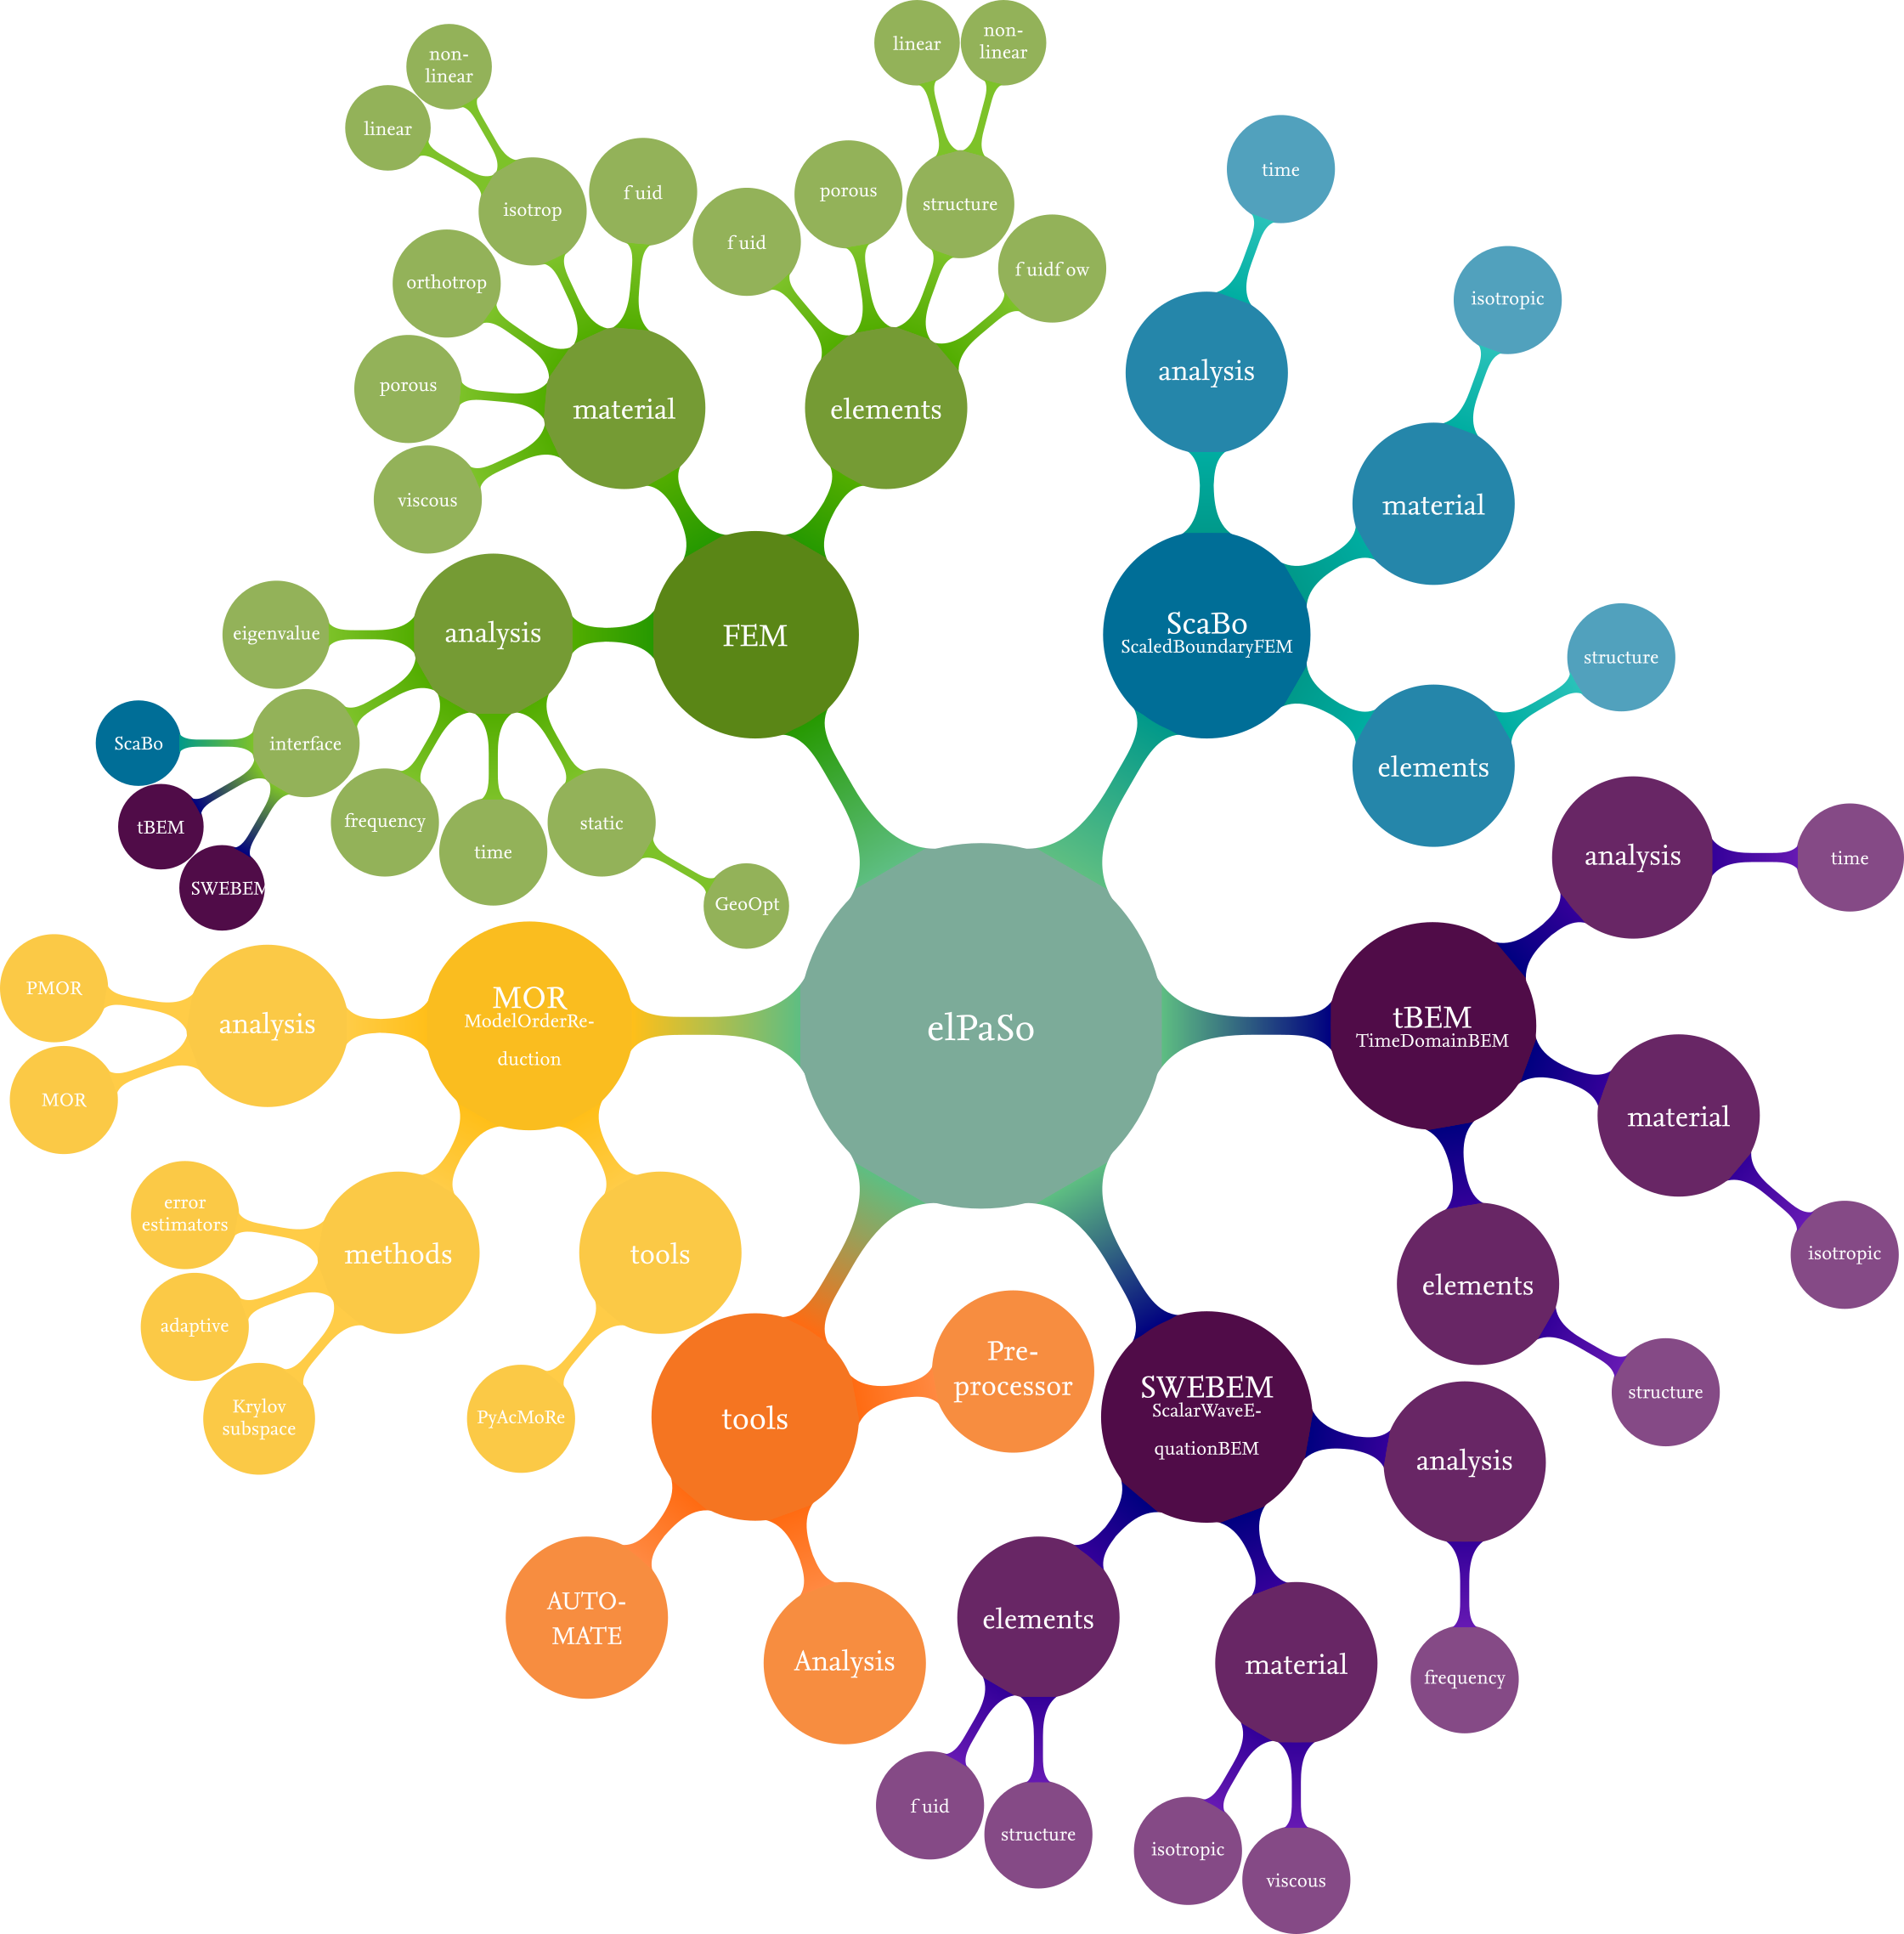 elPaSo
FEM
material
linear
non-
linear
isotrop
f uid
orthotrop
porous
viscous
elements
f uid
porous
structure
linear
non-
linear
f uidf ow
analysis
eigenvalue
interface
ScaBo
tBEM
SWEBEM
frequency
time
static
GeoOpt
ScaBo
ScaledBoundaryFEM
analysis
time
material
isotropic
elements
structure
tBEM
TimeDomainBEM
analysis
time
material
isotropic
elements
structure
SWEBEM
ScalarWaveE-
quationBEM
analysis
frequency
material
isotropic
viscous
elements
f uid
structure
tools
Pre-
processor
AUTO-
MATE
Analysis
MOR
ModelOrderRe-
duction
analysis
PMOR
MOR
methods
error
estimators
adaptive
Krylov
subspace
tools
PyAcMoRe